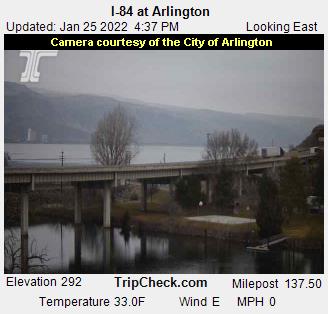 I-84 at Arlington
Updated: Jan 25 2022 4:37 PM Looking East
Camera courtesy of the City of Arlington
Elevation 292 TripCheck.com Milepost 137.50
Temperature 33.0F Wind E MPH 0